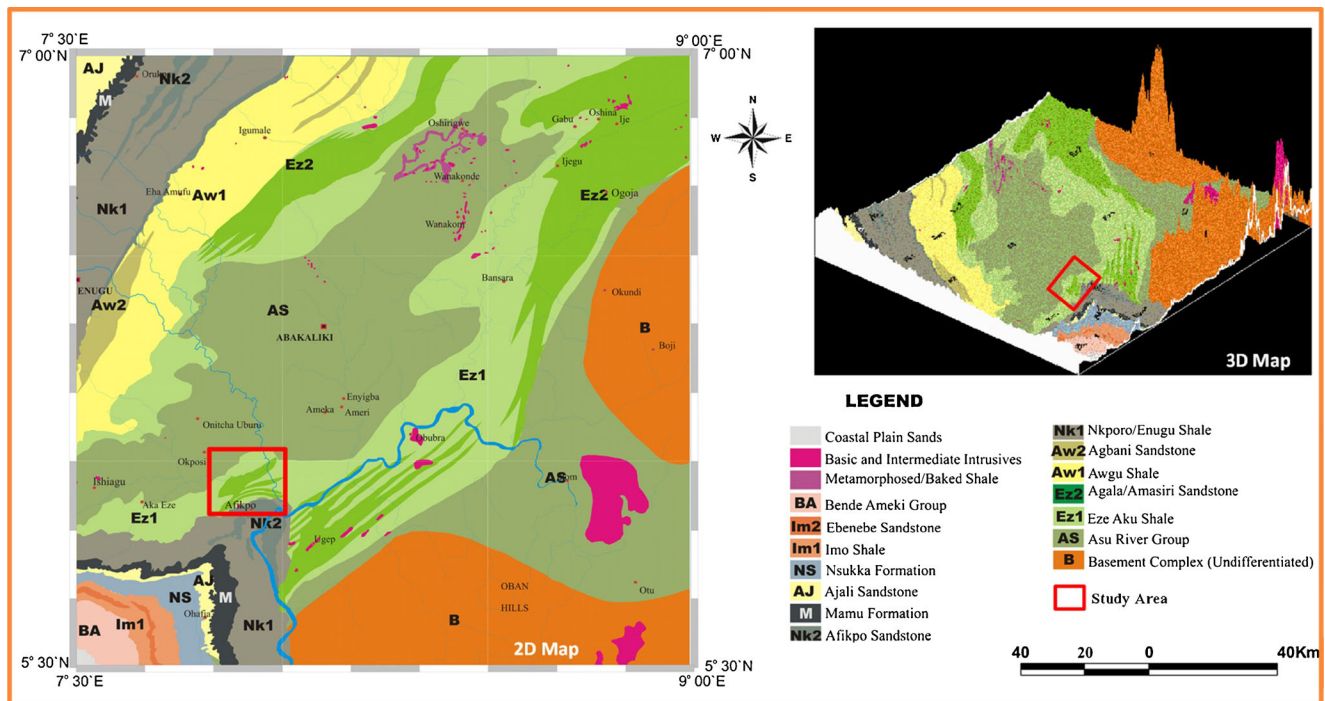 7° 30`E
9° 00`E
7° 00`N
7° 00`N
AJ
Nk2
M
Igumale
Oshirigwe
Gabu
Oshina
Ije
Ez2
Wanakonde
Ijegu
Eha Amufu
Aw1
Ez2
Ogoja
Nk1
Wanakom
Bansara
ENUGU
Okundi
Aw2
AS
B
ABAKALIKI
Boji
Ez1
Enyigba
Ameka
Ameri
Onitcha Uburu
Obubra
Okposi
AS
Ishiagu
Aka Eze
Afikpo
Ez1
Nk2
Ugep
AJ
OBAN
Otu
NS
M
HILLS
Ohafia
BA
Im1
Nk1
B
2D Map
5° 30`N
5° 30`N
7° 30`E
9° 00`E
N
W
E
S
3D Map
LEGEND
Coastal Plain Sands
Basic and Intermediate Intrusives
Metamorphosed/Baked Shale
BA Bende Ameki Group
Im2 Ebenebe Sandstone
Im1 Imo Shale
NS Nsukka Formation
AJ Ajali Sandstone
M Mamu Formation
Nk2 Afikpo Sandstone
Nk1 Nkporo/Enugu Shale
Aw2 Agbani Sandstone
Aw1 Awgu Shale
Ez2 Agala/Amasiri Sandstone
Ez1 Eze Aku Shale
AS Asu River Group
B Basement Complex (Undifferentiated)
Study Area
40 20 0 40Km